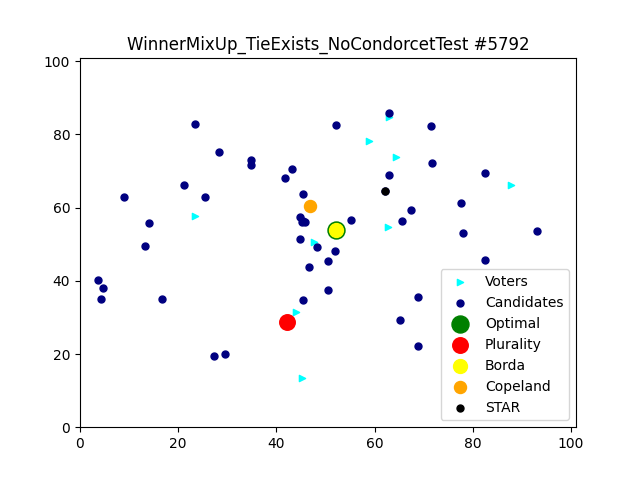 WinnerMixUp_TieExists_NoCondorcetTest #5792
100
80
60
40
20
0
0 20 40 60 80 100
Voters
Candidates
Optimal
Plurality
Borda
Copeland
STAR